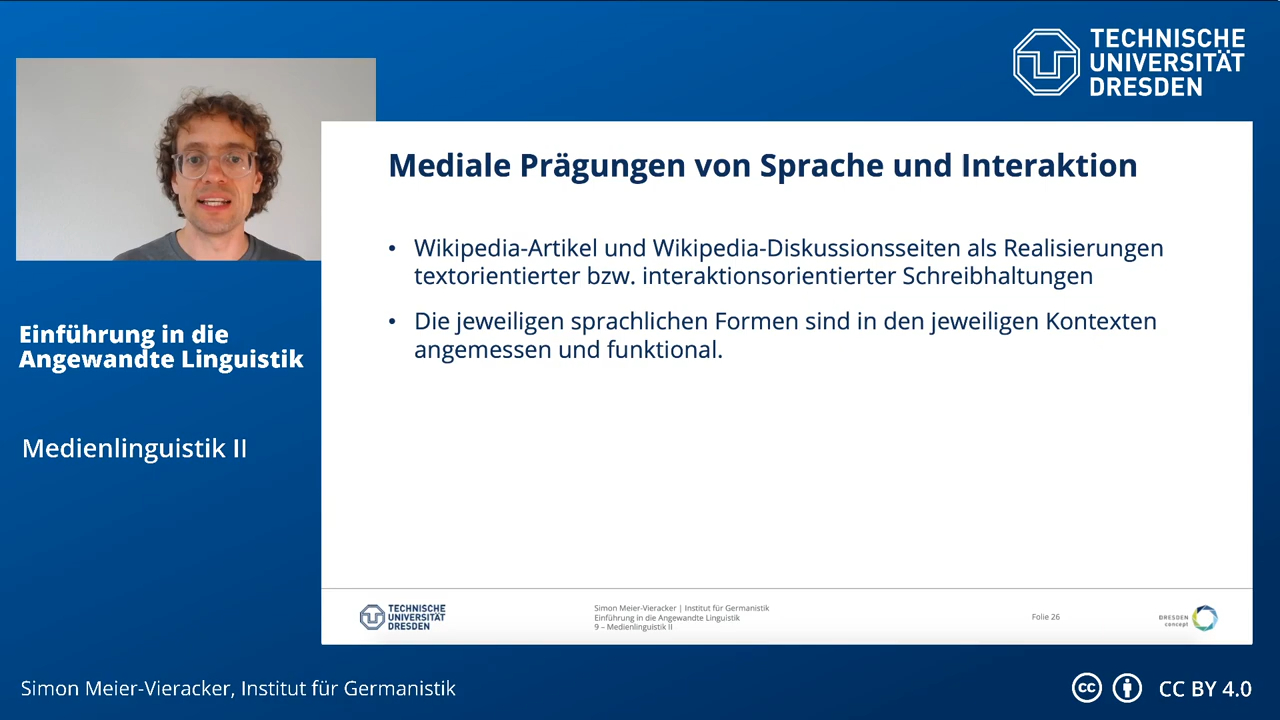 TECHNISCHE
UNIVERSITÄT
DRESDEN
Mediale Prägungen von Sprache und Interaktion
• Wikipedia-Artikel und Wikipedia-Diskussionsseiten als Realisierungen
textorientierter bzw. interaktionsorientierter Schreibhaltungen
• Die jeweiligen sprachlichen Formen sind in den jeweiligen Kontexten
angemessen und funktional.
Einführung in die
Angewandte Linguistik
Medienlinguistik II
TECHNISCHE
UNIVERSITÄT
DRESDEN
Simon Meier-Vieracker | Institut für Germanistik
Einführung in die Angewandte Linguistik
9 – Medienlinguistik II
Folie 26
DRESDEN
concept
Simon Meier-Vieracker, Institut für Germanistik
cc
CC BY 4.0